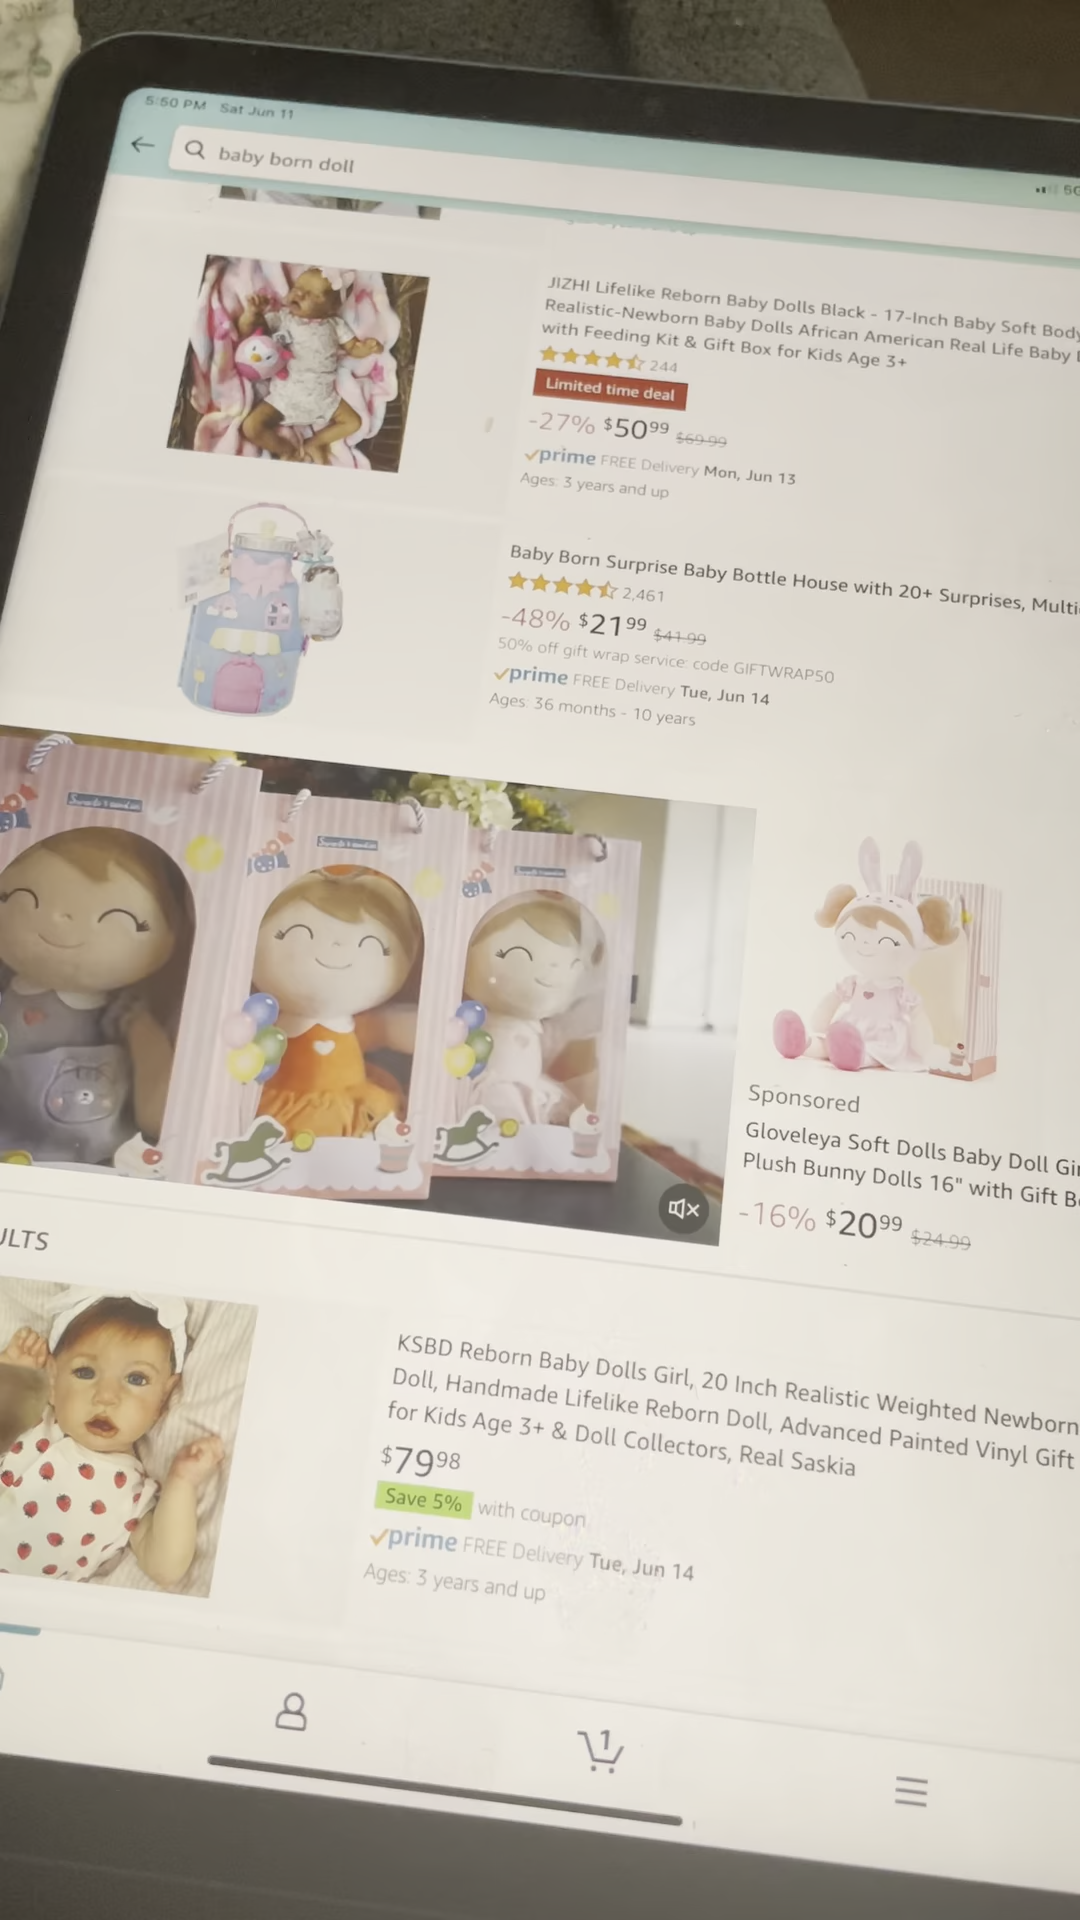 5:50 PM Sat Jun 11
5G
baby born doll
JIZHI Lifelike Reborn Baby Dolls Black - 17-Inch Baby Soft Body
Realistic-Newborn Baby Dolls African American Real Life Baby
with Feeding Kit & Gift Box for Kids Age 3+
244
Limited time deal
-27% $50.99 $69.99
prime FREE Delivery Mon, Jun 13
Ages: 3 years and up
Baby Born Surprise Baby Bottle House with 20+ Surprises, Multi
2,461
-48% $21.99 $41.99
50% off gift wrap service: code GIFTWRAP50
prime FREE Delivery Tue, Jun 14
Ages: 36 months - 10 years
Sponsored
Gloveleya Soft Dolls Baby Doll Gi
Plush Bunny Dolls 16" with Gift B
-16% $20.99 $24.99
ULTS
KSBD Reborn Baby Dolls Girl, 20 Inch Realistic Weighted Newborn
Doll, Handmade Lifelike Reborn Doll, Advanced Painted Vinyl Gift
for Kids Age 3+ & Doll Collectors, Real Saskia
$79.98
Save 5% with coupon
prime FREE Delivery Tue, Jun 14
Ages: 3 years and up
1